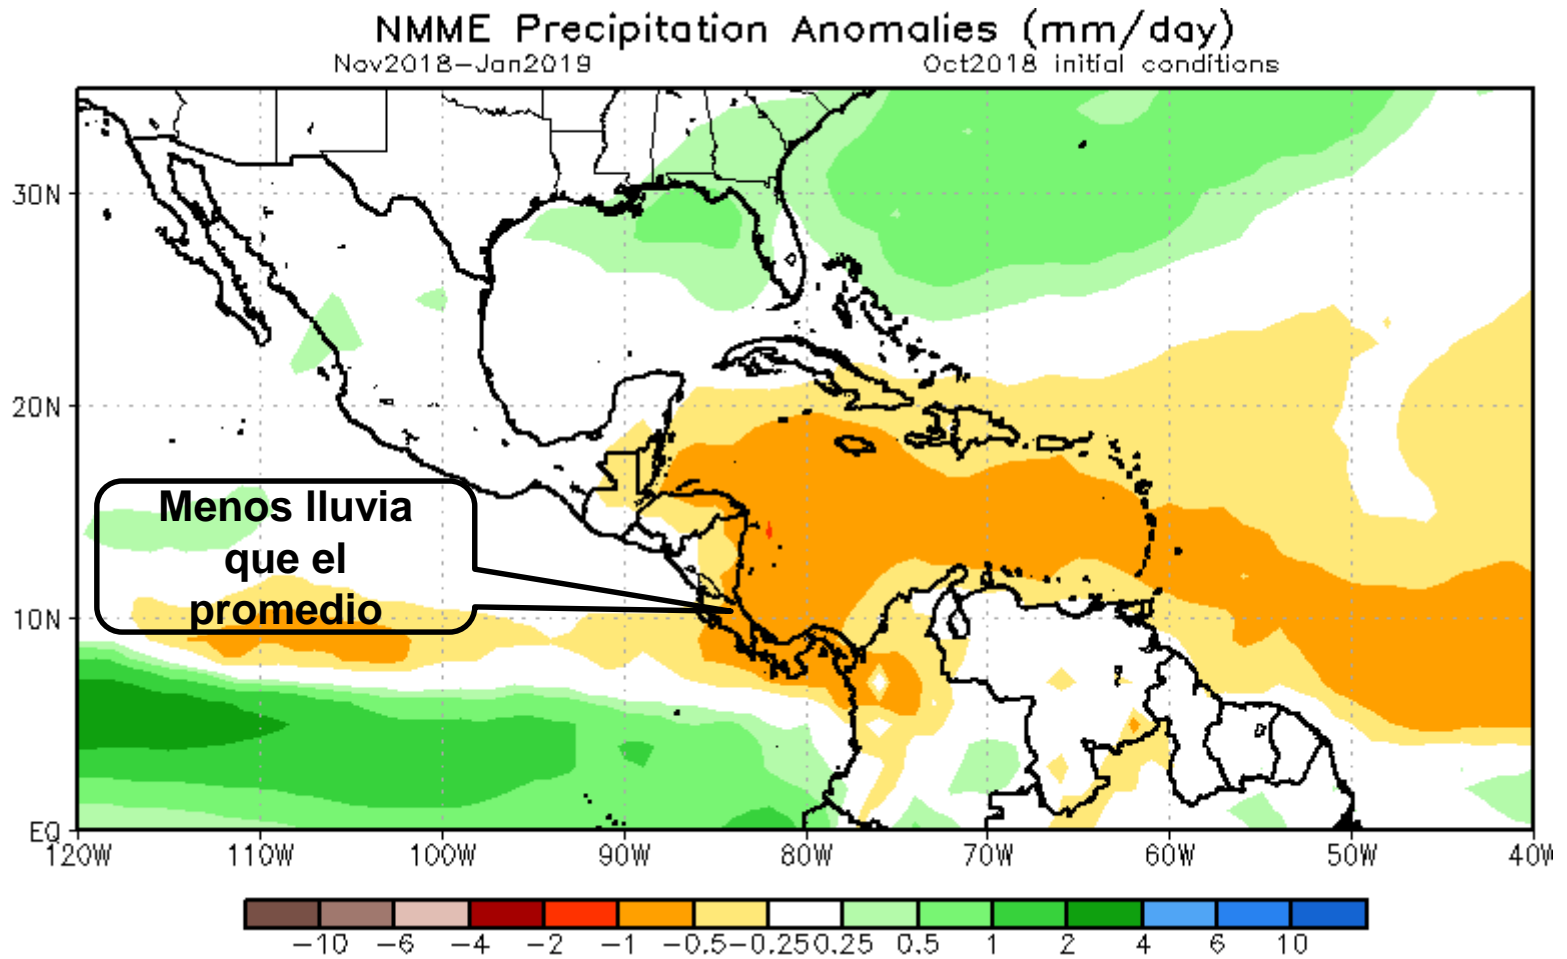 NMME Precipitation Anomalies (mm/day)
Nov2018-Jan2019 Oct2018 initial conditions
30N
20N
Menos lluvia
que el
promedio
10N
EQ
120W 110W 100W 90W 80W 70W 60W 50W 40W
-10 -6 -4 -2 -1 -0.5 -0.25 0.25 0.5 1 2 4 6 10